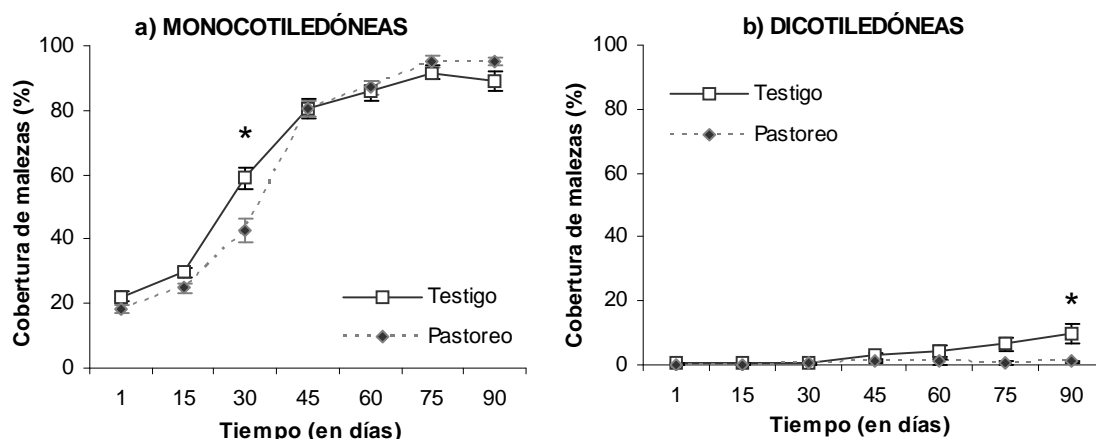 a) MONOCOTILEDÓNEAS
Cobertura de malezas (%)
100
80
60
40
20
0
*
Testigo
Pastoreo
1 15 30 45 60 75 90
Tiempo (en días)
b) DICOTILEDÓNEAS
Cobertura de malezas (%)
100
80
60
40
20
0
Testigo
Pastoreo
*
1 15 30 45 60 75 90
Tiempo (en días)